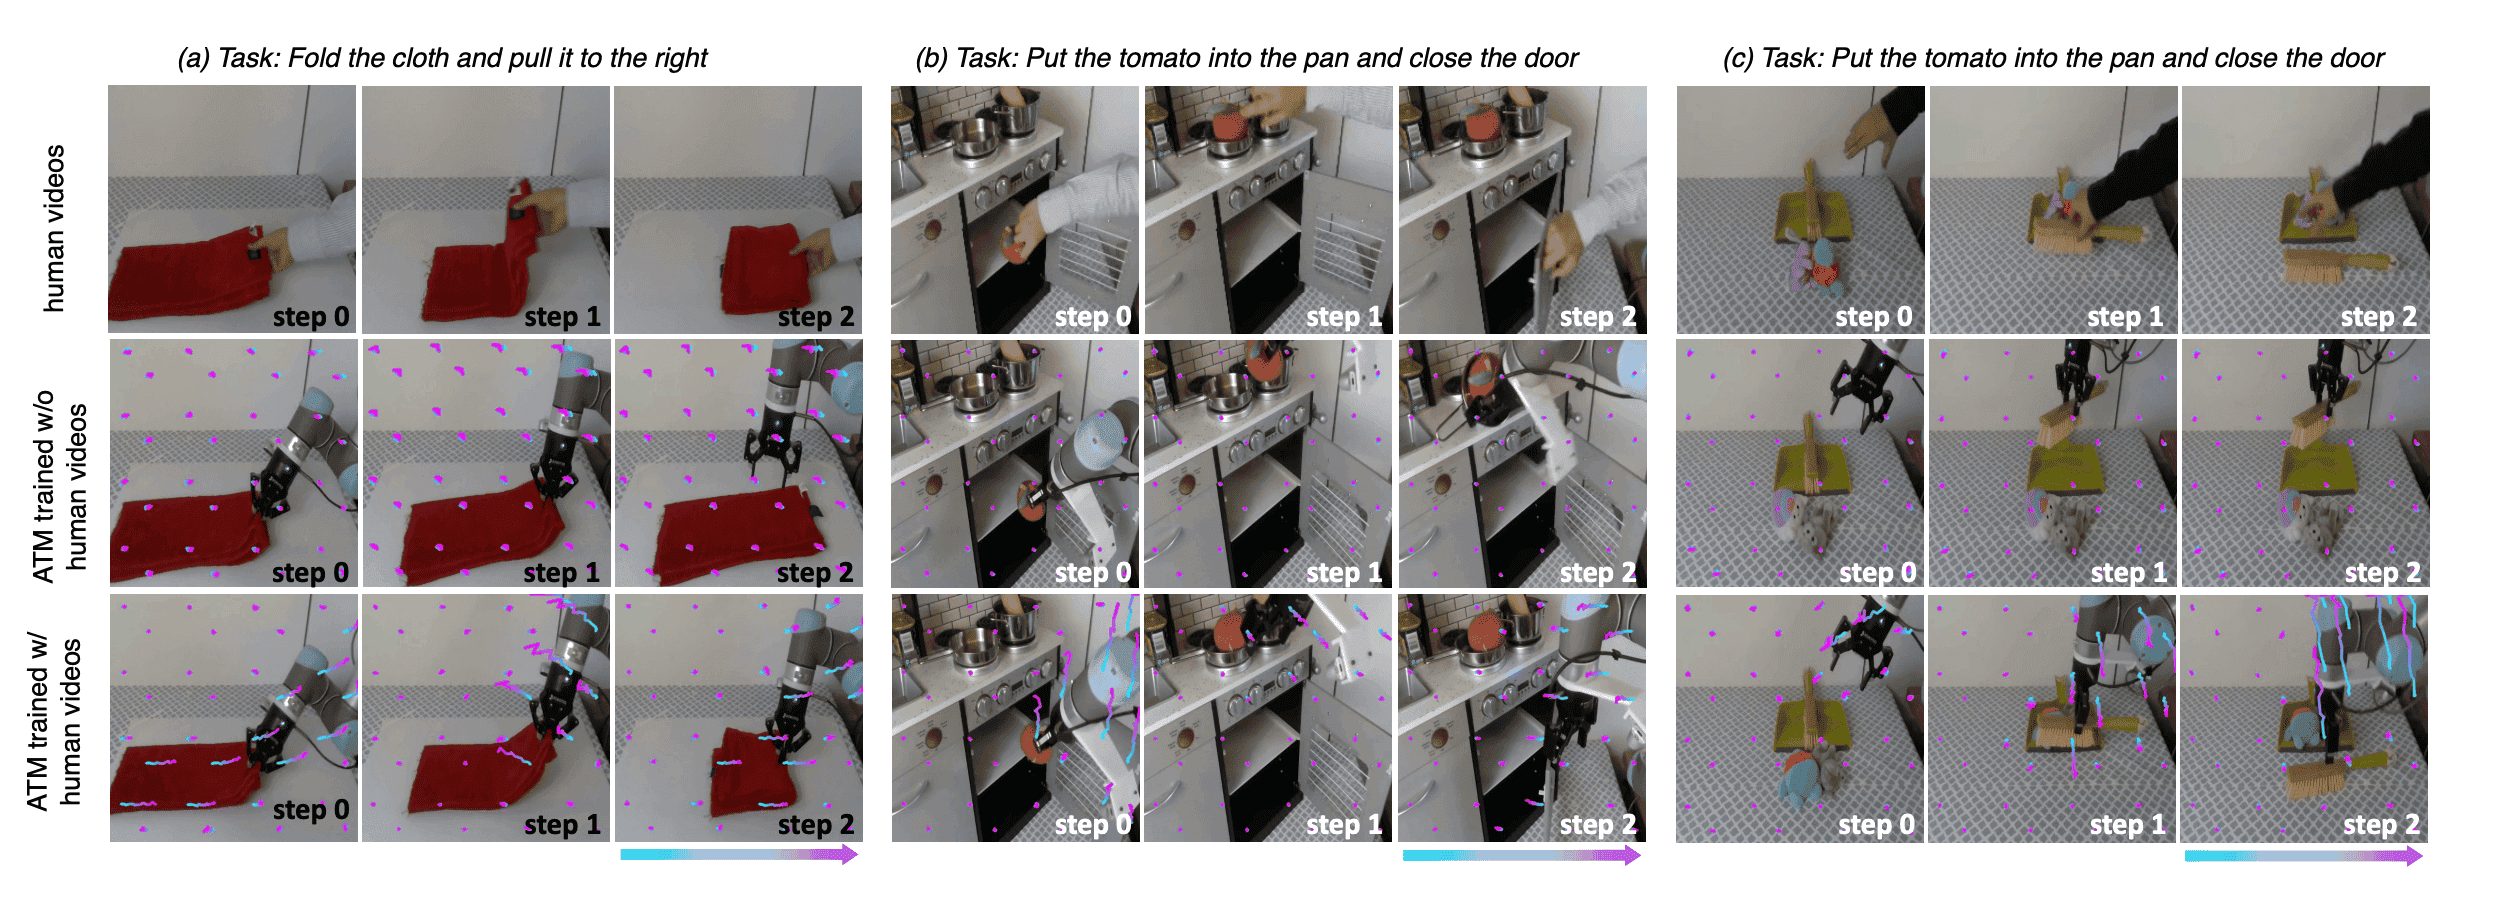 (a) Task: Fold the cloth and pull it to the right
(b) Task: Put the tomato into the pan and close the door
(c) Task: Put the tomato into the pan and close the door
human videos
step 0
step 1
step 2
step 0
step 1
step 2
step 0
step 1
step 2
ATM trained w/o
human videos
step 0
step 1
step 2
step 0
step 1
step 2
step 0
step 1
step 2
ATM trained w/
human videos
step 0
step 1
step 2
step 0
step 1
step 2
step 0
step 1
step 2